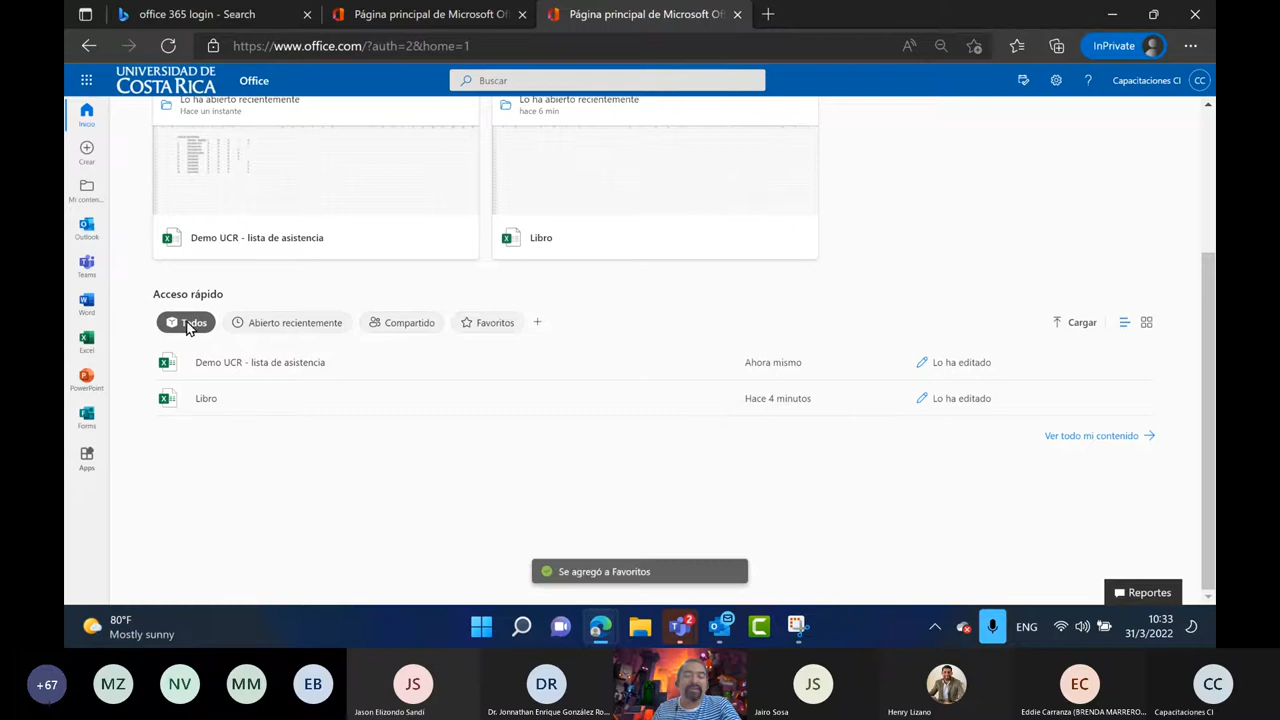 office 365 login - Search
Página principal de Microsoft Of
Página principal de Microsoft Of
https://www.office.com/?auth=2&home=1
InPrivate
UNIVERSIDAD DE
COSTA RICA
Office
Buscar
Capacitaciones CI
CC
Inicio
Crear
Mi conten...
Outlook
Teams
Word
Excel
PowerPoint
Forms
Apps
Lo ha abierto recientemente
Hace un instante
Lo ha abierto recientemente
hace 6 min
Demo UCR - lista de asistencia
Libro
Acceso rápido
Todos
Abierto recientemente
Compartido
Favoritos
Cargar
Demo UCR - lista de asistencia
Ahora mismo
Lo ha editado
Libro
Hace 4 minutos
Lo ha editado
Ver todo mi contenido
Se agregó a Favoritos
Reportes
80°F
Mostly sunny
2
ENG
10:33
31/3/2022
+67
MZ
NV
MM
EB
JS
DR
JS
EC
CC
Jason Elizondo Sandí
Dr. Jonnathan Enrique González Ro...
Jairo Sosa
Henry Lizano
Eddie Carranza (BRENDA MARRERO...
Capacitaciones CI